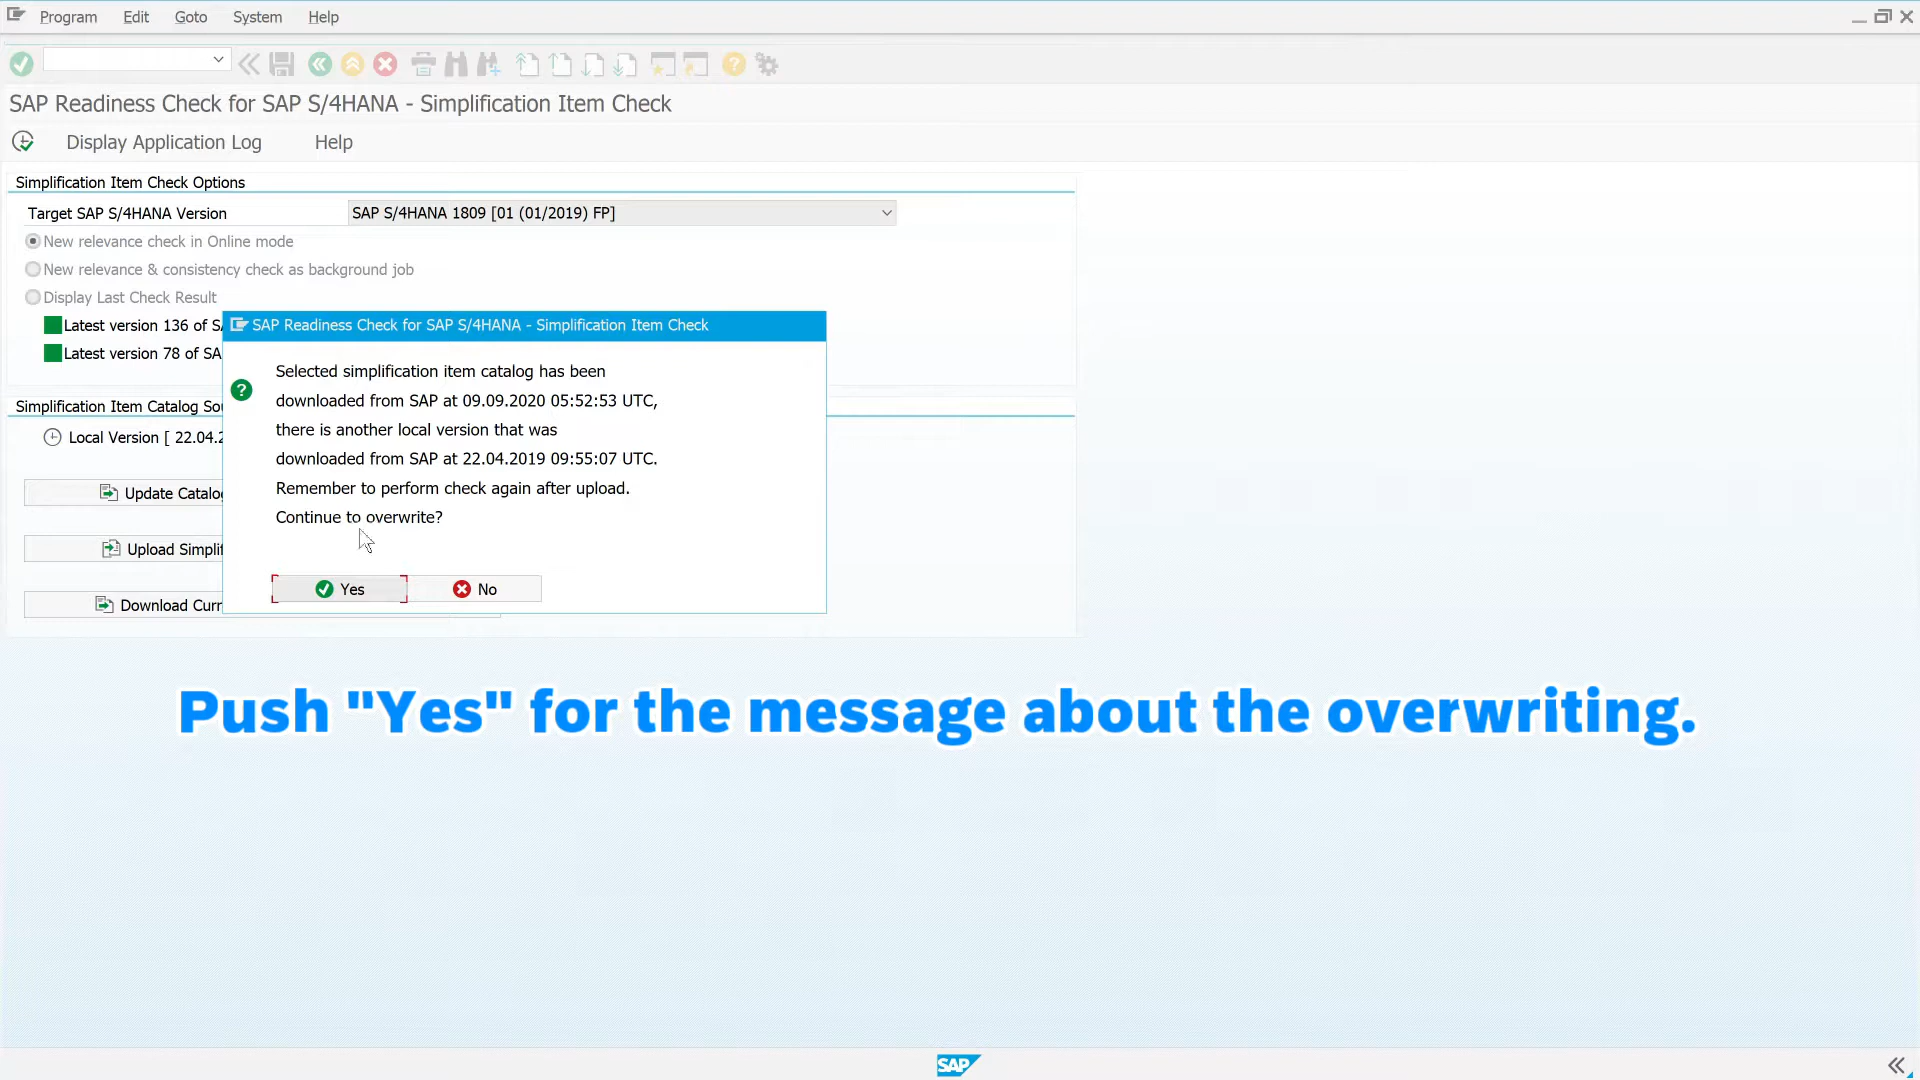 Program Edit Goto System Help
SAP Readiness Check for SAP S/4HANA - Simplification Item Check
Display Application Log Help
Simplification Item Check Options
Target SAP S/4HANA Version SAP S/4HANA 1809 [01 (01/2019) FP]
New relevance check in Online mode
New relevance & consistency check as background job
Display Last Check Result
Latest version 136 of SA
Latest version 78 of SA
SAP Readiness Check for SAP S/4HANA - Simplification Item Check
Selected simplification item catalog has been
downloaded from SAP at 09.09.2020 05:52:53 UTC,
there is another local version that was
downloaded from SAP at 22.04.2019 09:55:07 UTC.
Remember to perform check again after upload.
Continue to overwrite?
Yes No
Simplification Item Catalog Sou
Local Version [ 22.04.2
Update Catalog
Upload Simplif
Download Curr
Push "Yes" for the message about the overwriting.
SAP